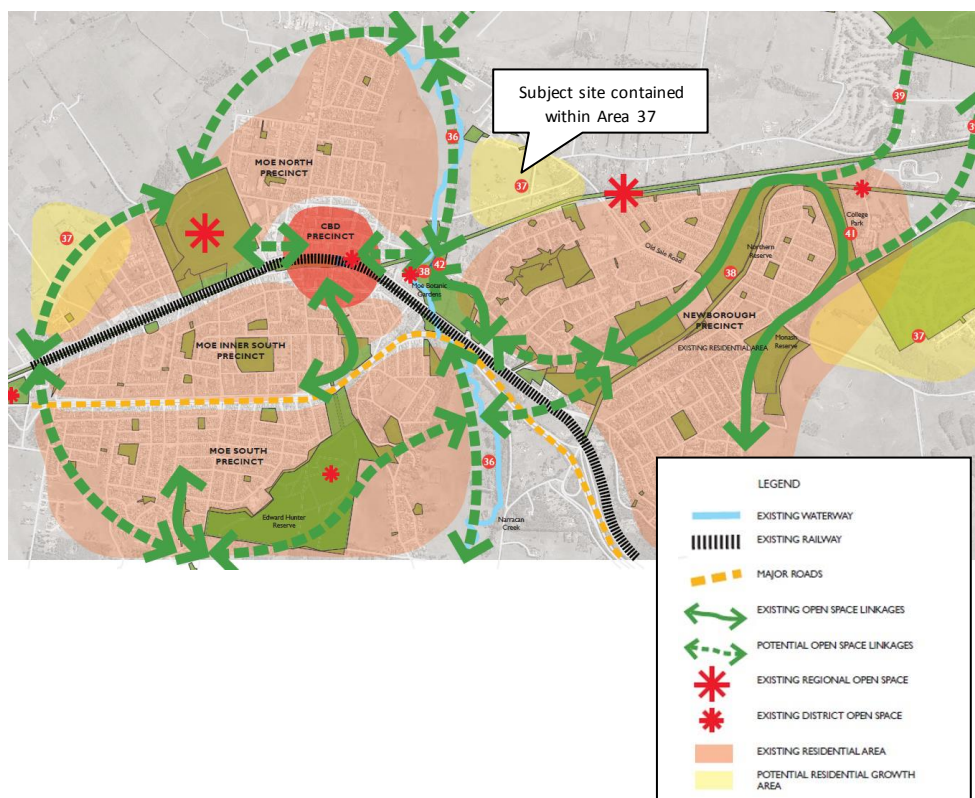 Subject site contained
within Area 37
39
36
39
MOE NORTH
PRECINCT
37
37
CBD
PRECINCT
College
Park
41
Old Sale Road
Northern
Reserve
42
38
Moe Botanic
Gardens
38
NEWBOROUGH
PRECINCT
EXISTING RESIDENTIAL AREA
Monash
Reserve
37
MOE INNER SOUTH
PRECINCT
MOE SOUTH
PRECINCT
36
Edward Hunter
Reserve
Narracan
Creek
LEGEND
EXISTING WATERWAY
EXISTING RAILWAY
MAJOR ROADS
EXISTING OPEN SPACE LINKAGES
POTENTIAL OPEN SPACE LINKAGES
EXISTING REGIONAL OPEN SPACE
EXISTING DISTRICT OPEN SPACE
EXISTING RESIDENTIAL AREA
POTENTIAL RESIDENTIAL GROWTH
AREA